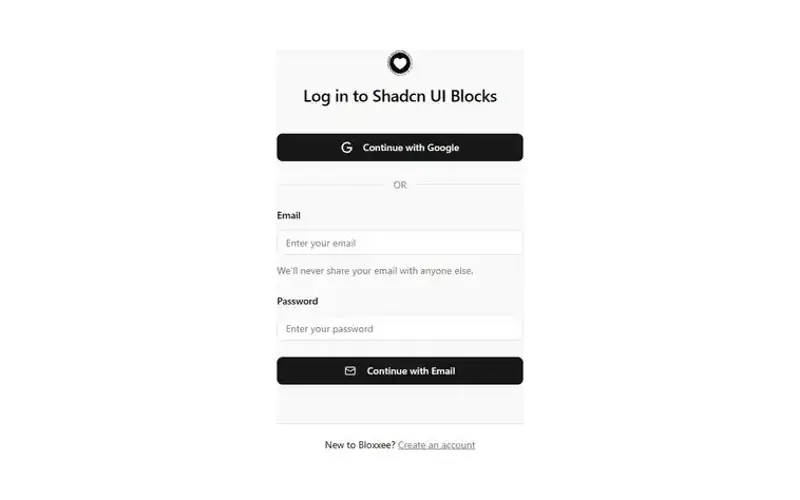 Log in to Shadcn UI Blocks
Continue with Google
OR
Email
Enter your email
We'll never share your email with anyone else.
Password
Enter your password
Continue with Email
New to Bloxxee? Create an account